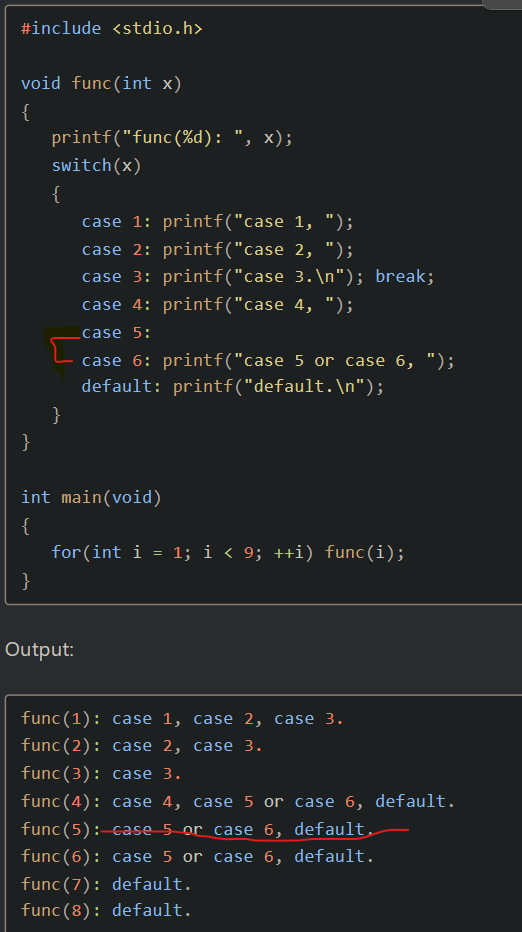 #include <stdio.h>
void func(int x)
{
printf("func(%d): ", x);
switch(x)
{
case 1: printf("case 1, ");
case 2: printf("case 2, ");
case 3: printf("case 3.\n"); break;
case 4: printf("case 4, ");
case 5:
case 6: printf("case 5 or case 6, ");
default: printf("default.\n");
}
}
int main(void)
{
for(int i = 1; i < 9; ++i) func(i);
}
Output:
func(1): case 1, case 2, case 3.
func(2): case 2, case 3.
func(3): case 3.
func(4): case 4, case 5 or case 6, default.
func(5): case 5 or case 6, default.
func(6): case 5 or case 6, default.
func(7): default.
func(8): default.